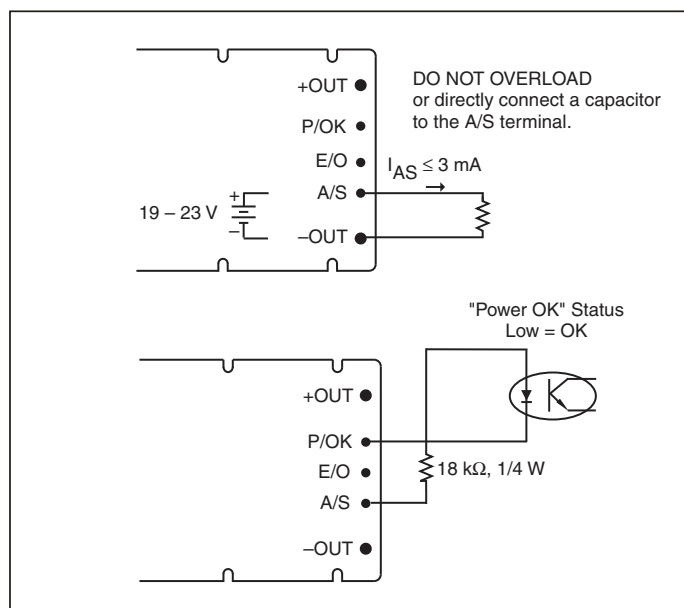 +OUT
DO NOT OVERLOAD
or directly connect a capacitor
to the A/S terminal.
P/OK
E/O
I_AS ≤ 3 mA
→
A/S
19 – 23 V
+
–
–OUT
"Power OK" Status
Low = OK
+OUT
P/OK
E/O
18 kΩ, 1/4 W
A/S
–OUT